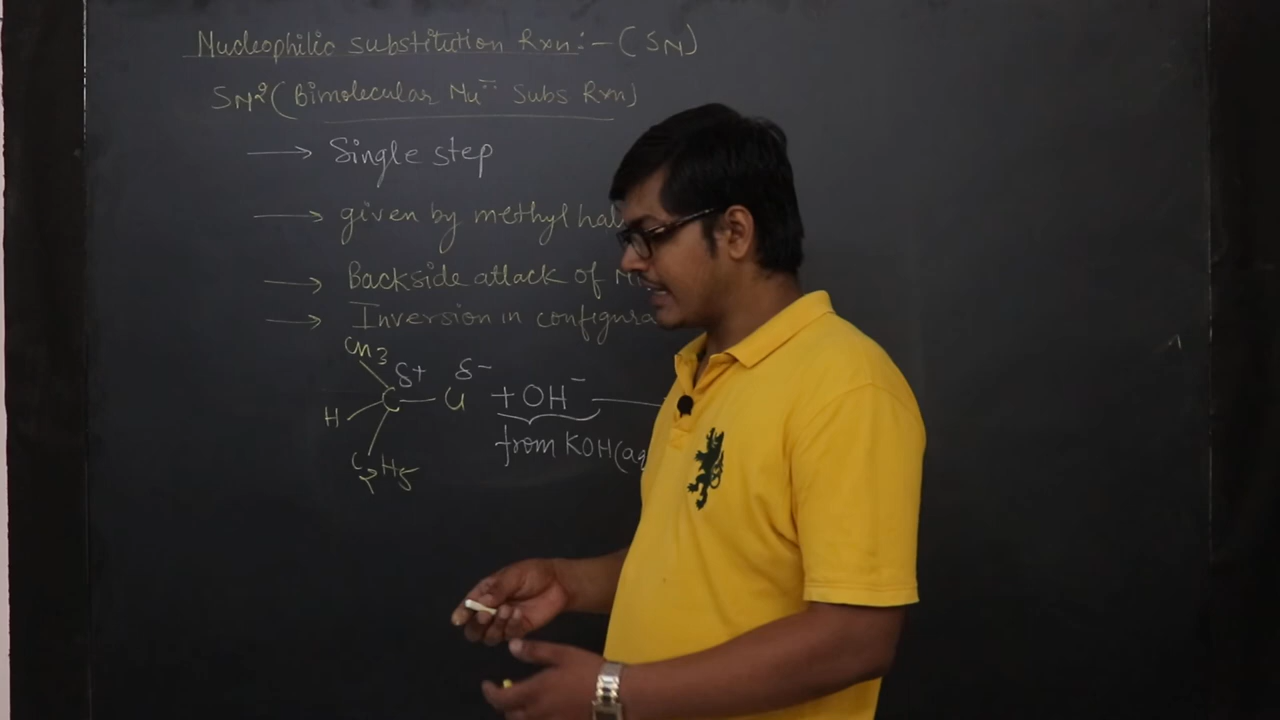 Nucleophilic substitution Rxn:-(SN)
SN²(Bimolecular Nu⁻ Subs Rxn)
→ Single step
→ given by methyl hal
→ Backside attack of
→ Inversion in configura
CH3
δ+ δ-
H C — Cl + OH⁻ —
C2H5
from KOH(aq